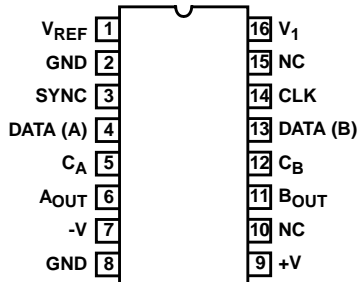 VREF 1 16 V1
GND 2 15 NC
SYNC 3 14 CLK
DATA (A) 4 13 DATA (B)
CA 5 12 CB
AOUT 6 11 BOUT
-V 7 10 NC
GND 8 9 +V